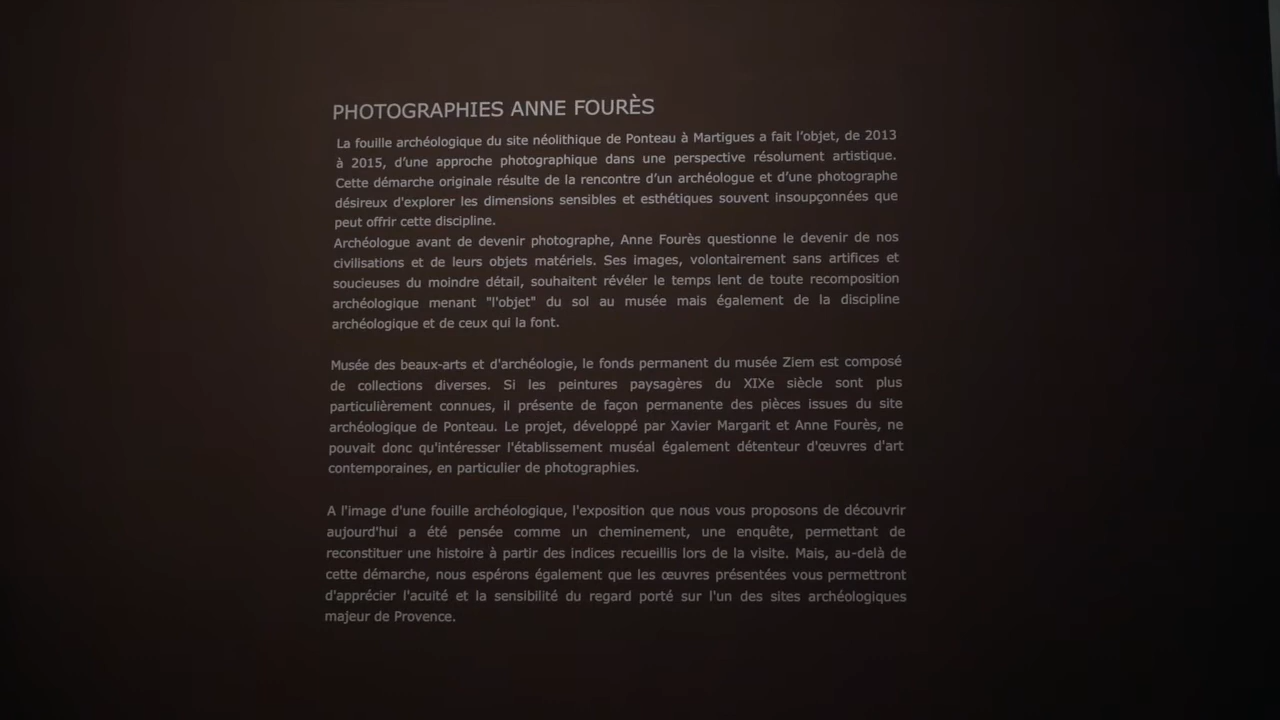 PHOTOGRAPHIES ANNE FOURÈS
La fouille archéologique du site néolithique de Ponteau à Martigues a fait l’objet, de 2013
à 2015, d’une approche photographique dans une perspective résolument artistique.
Cette démarche originale résulte de la rencontre d’un archéologue et d’une photographe
désireux d'explorer les dimensions sensibles et esthétiques souvent insoupçonnées que
peut offrir cette discipline.
Archéologue avant de devenir photographe, Anne Fourès questionne le devenir de nos
civilisations et de leurs objets matériels. Ses images, volontairement sans artifices et
soucieuses du moindre détail, souhaitent révéler le temps lent de toute recomposition
archéologique menant "l'objet" du sol au musée mais également de la discipline
archéologique et de ceux qui la font.
Musée des beaux-arts et d'archéologie, le fonds permanent du musée Ziem est composé
de collections diverses. Si les peintures paysagères du XIXe siècle sont plus
particulièrement connues, il présente de façon permanente des pièces issues du site
archéologique de Ponteau. Le projet, développé par Xavier Margarit et Anne Fourès, ne
pouvait donc qu'intéresser l'établissement muséal également détenteur d'œuvres d'art
contemporaines, en particulier de photographies.
A l'image d'une fouille archéologique, l'exposition que nous vous proposons de découvrir
aujourd'hui a été pensée comme un cheminement, une enquête, permettant de
reconstituer une histoire à partir des indices recueillis lors de la visite. Mais, au-delà de
cette démarche, nous espérons également que les œuvres présentées vous permettront
d'apprécier l'acuité et la sensibilité du regard porté sur l'un des sites archéologiques
majeur de Provence.